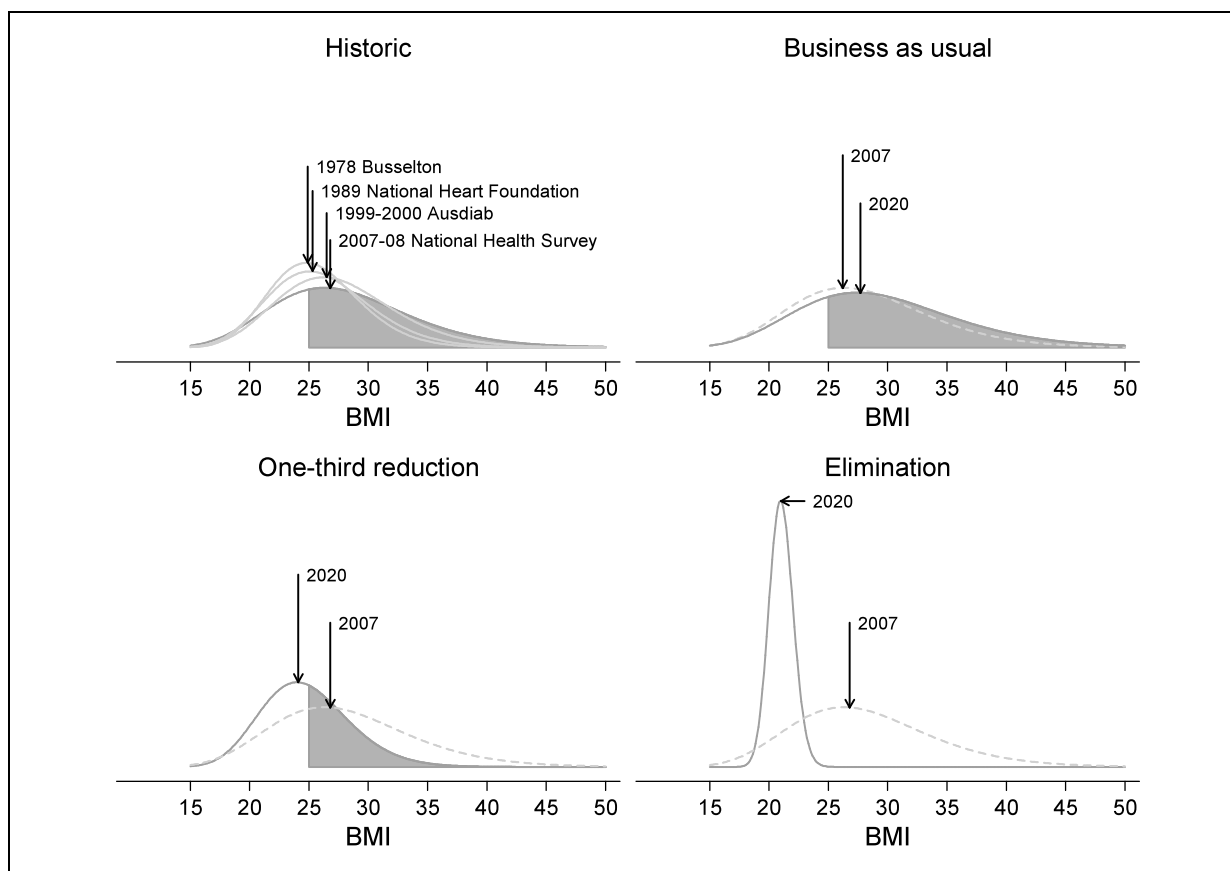 Historic
1978 Busselton
1989 National Heart Foundation
1999-2000 Ausdiab
2007-08 National Health Survey
15 20 25 30 35 40 45 50
BMI
Business as usual
2007
2020
15 20 25 30 35 40 45 50
BMI
One-third reduction
2020
2007
15 20 25 30 35 40 45 50
BMI
Elimination
2020
2007
15 20 25 30 35 40 45 50
BMI